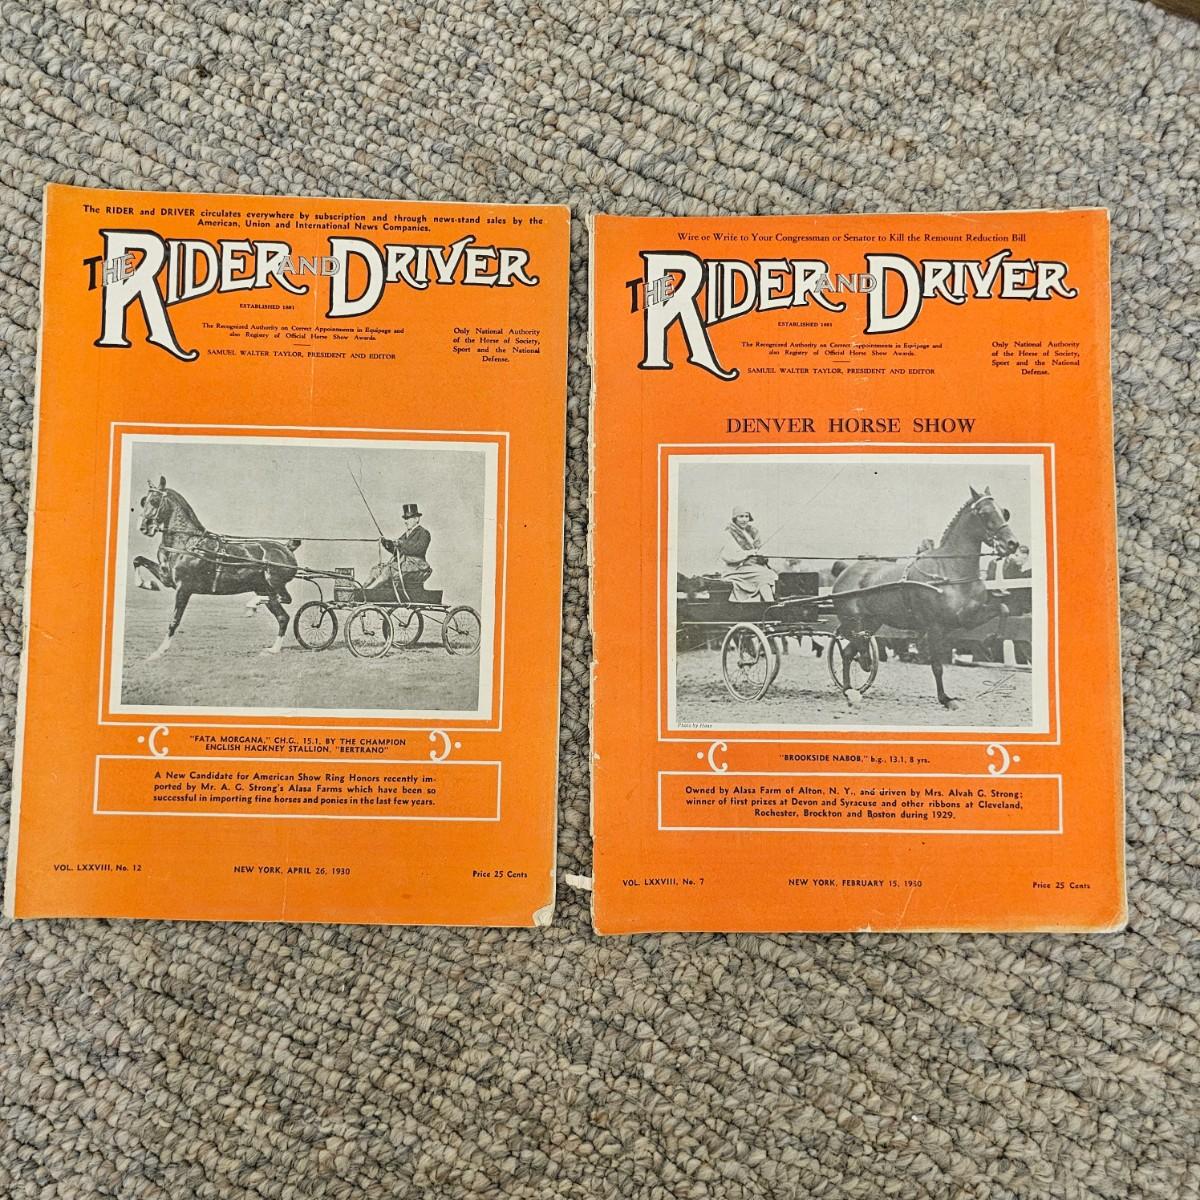 The RIDER and DRIVER circulates everywhere by subscription and through news-stand sales by the
American, Union and International News Companies.
THE RIDER AND DRIVER
ESTABLISHED 1891
The Recognized Authority on Correct Appointments in Equipage and
also Registry of Official Horse Show Awards.
SAMUEL WALTER TAYLOR, PRESIDENT AND EDITOR
Only National Authority
of the Horse of Society,
Sport and the National
Defense.
"FATA MORGANA," CH.G., 15.1, BY THE CHAMPION
ENGLISH HACKNEY STALLION, "BERTRANO"
A New Candidate for American Show Ring Honors recently im-
ported by Mr. A. G. Strong's Alasa Farms which have been so
successful in importing fine horses and ponies in the last few years.
VOL. LXXVIII, No. 12
NEW YORK, APRIL 26, 1930
Price 25 Cents
Wire or Write to Your Congressman or Senator to Kill the Remount Reduction Bill
THE RIDER AND DRIVER
ESTABLISHED 1891
The Recognized Authority on Correct Appointments in Equipage and
also Registry of Official Horse Show Awards.
SAMUEL WALTER TAYLOR, PRESIDENT AND EDITOR
Only National Authority
of the Horse of Society,
Sport and the National
Defense.
DENVER HORSE SHOW
Photo by
"BROOKSIDE NABOB," b.g., 13.1, 8 yrs.
Owned by Alasa Farm of Alton, N. Y., and driven by Mrs. Alvah G. Strong;
winner of first prizes at Devon and Syracuse and other ribbons at Cleveland,
Rochester, Brockton and Boston during 1929.
VOL. LXXVIII, No. 7
NEW YORK, FEBRUARY 15, 1930
Price 25 Cents